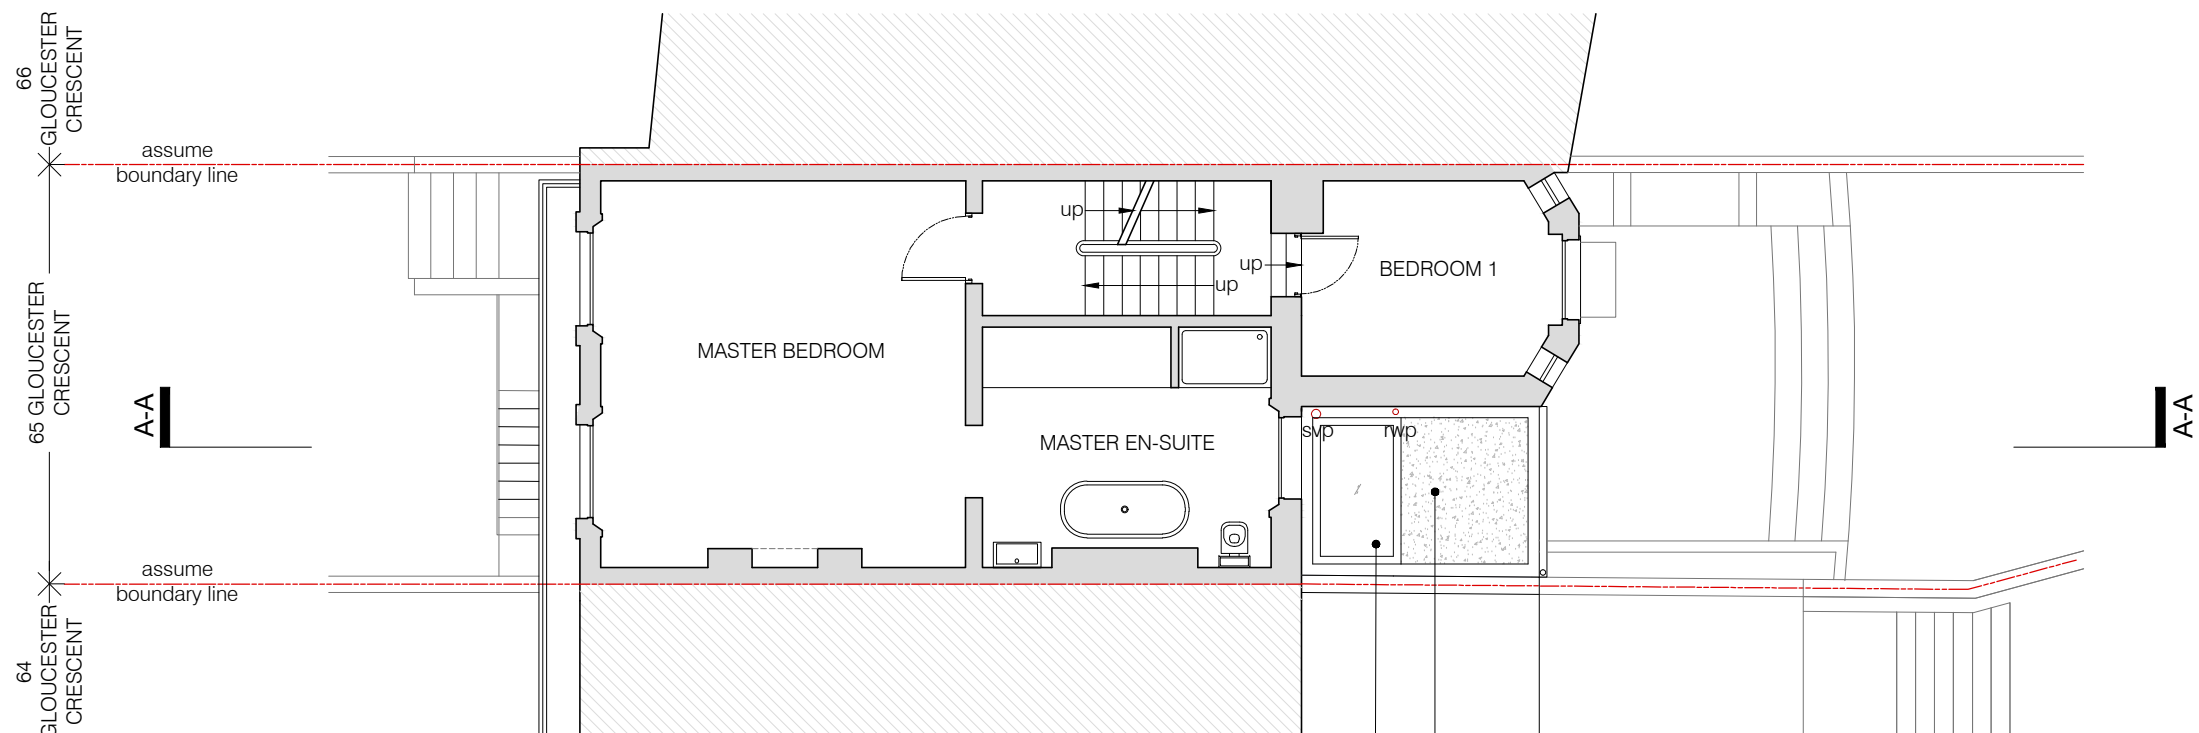 66
GLOUCESTER
CRESCENT
assume
boundary line
65 GLOUCESTER
CRESCENT
A-A
assume
boundary line
64
GLOUCESTER
CRESCENT
MASTER BEDROOM
up
up
up
BEDROOM 1
MASTER EN-SUITE
svp
rwp
A-A